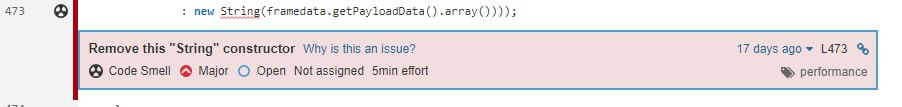 473 : new String(framedata.getPayloadData().array())));
Remove this "String" constructor Why is this an issue? 17 days ago L473
Code Smell Major Open Not assigned 5min effort performance